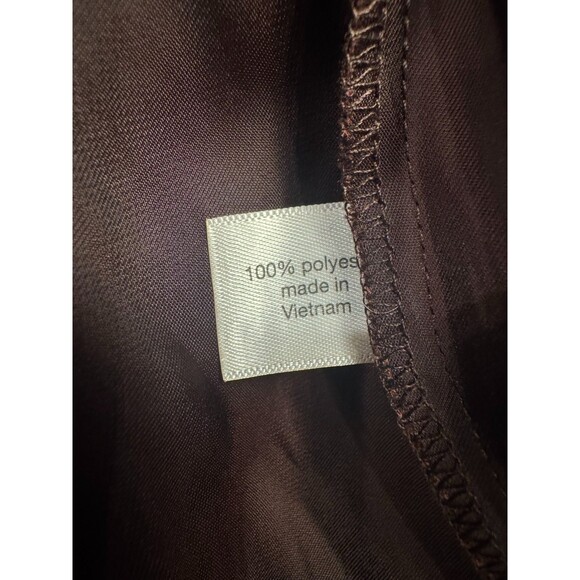 100% polyes
made in
Vietnam